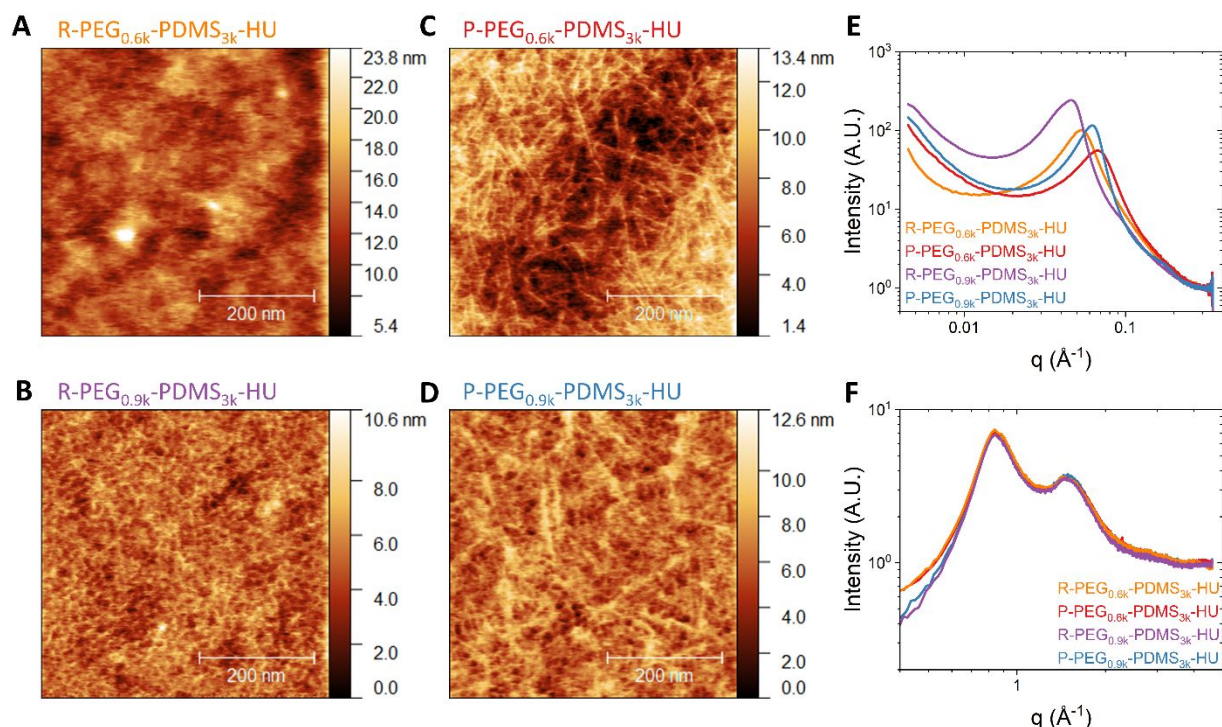 A R-PEG0.6k-PDMS3k-HU
23.8 nm
22.0
20.0
18.0
16.0
14.0
12.0
10.0
5.4
200 nm
C P-PEG0.6k-PDMS3k-HU
13.4 nm
12.0
10.0
8.0
6.0
4.0
1.4
200 nm
E
10³
10²
10¹
10⁰
Intensity (A.U.)
R-PEG0.6k-PDMS3k-HU
P-PEG0.6k-PDMS3k-HU
R-PEG0.9k-PDMS3k-HU
P-PEG0.9k-PDMS3k-HU
0.01
0.1
q (Å⁻¹)
B R-PEG0.9k-PDMS3k-HU
10.6 nm
8.0
6.0
4.0
2.0
0.0
200 nm
D P-PEG0.9k-PDMS3k-HU
12.6 nm
10.0
8.0
6.0
4.0
2.0
0.0
200 nm
F
10¹
10⁰
Intensity (A.U.)
R-PEG0.6k-PDMS3k-HU
P-PEG0.6k-PDMS3k-HU
R-PEG0.9k-PDMS3k-HU
P-PEG0.9k-PDMS3k-HU
1
q (Å⁻¹)